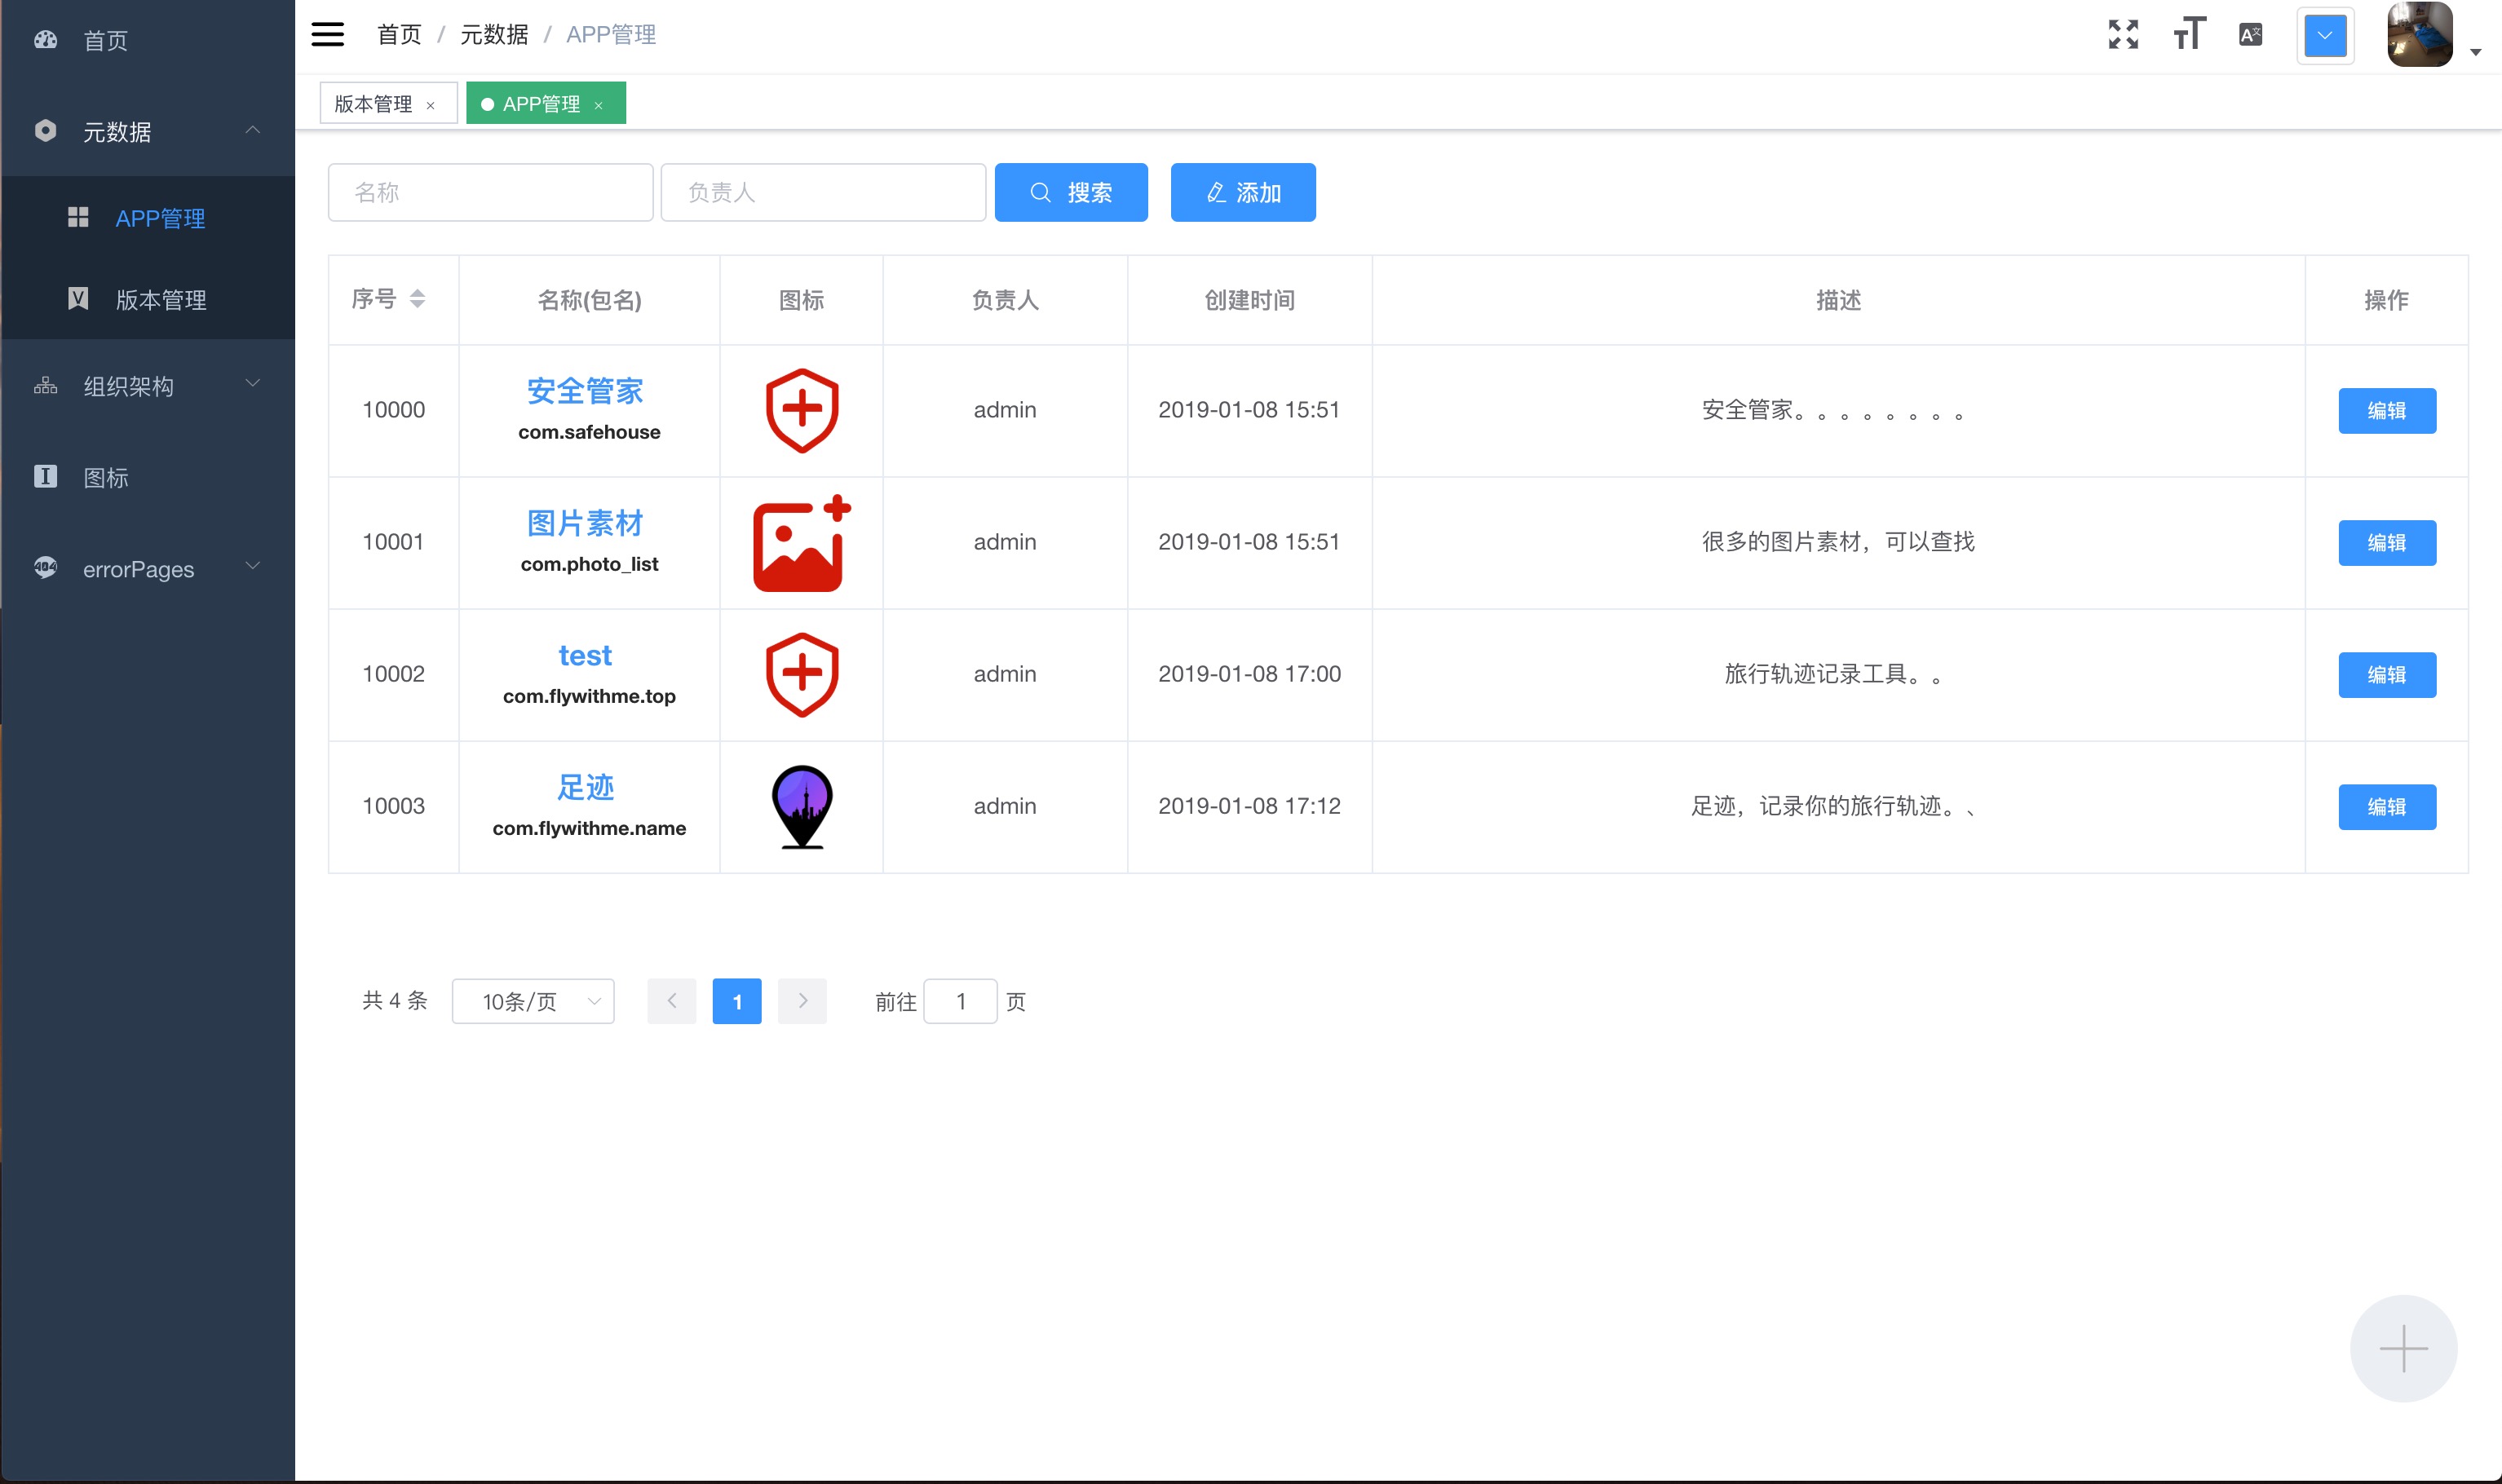 首页
元数据
APP管理
版本管理
组织架构
图标
errorPages
首页 / 元数据 / APP管理
版本管理 × APP管理 ×
名称 负责人 搜索 添加
序号 名称(包名) 图标 负责人 创建时间 描述 操作
10000 安全管家 admin 2019-01-08 15:51 安全管家。。。。。。。。 编辑
com.safehouse
10001 图片素材 admin 2019-01-08 15:51 很多的图片素材，可以查找 编辑
com.photo_list
10002 test admin 2019-01-08 17:00 旅行轨迹记录工具。。 编辑
com.flywithme.top
10003 足迹 admin 2019-01-08 17:12 足迹，记录你的旅行轨迹。、 编辑
com.flywithme.name
共 4 条 10条/页 1 前往 1 页